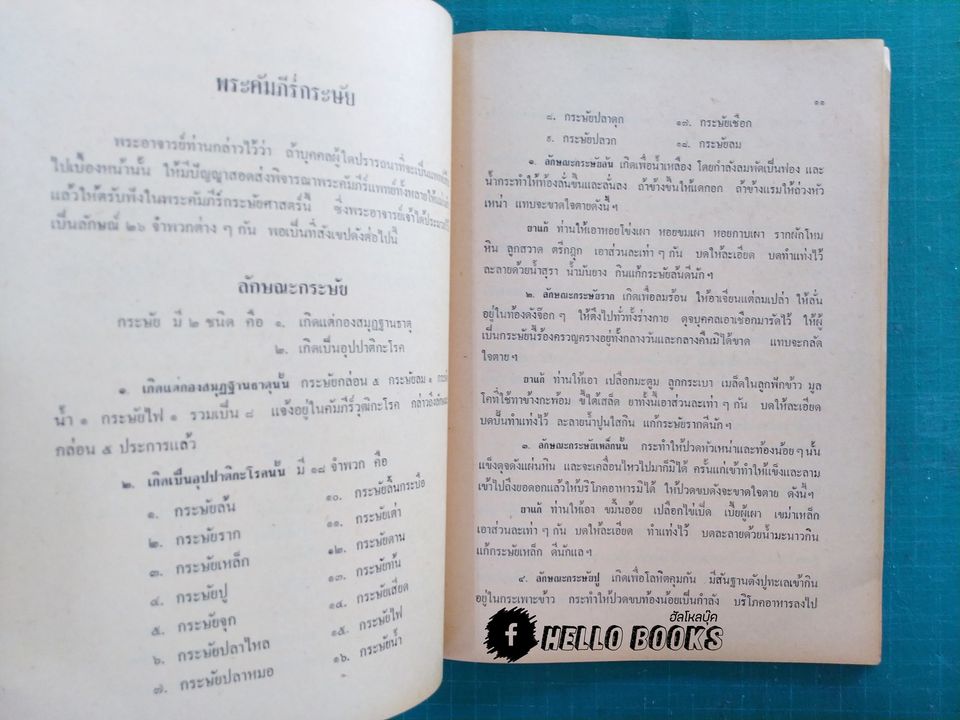 พระคัมภีร์กระษัย
พระอาจารย์ท่านกล่าวไว้ว่า ถ้าบุคคลผู้ใดปรารถนาที่จะเป็นแพทย์
ไปเบื้องหน้านั้น ให้มีปัญญาสอดส่งพิจารณาพระคัมภีร์แพทย์ทั้งหลายให้
แล้วให้ตรับพึงในพระคัมภีร์กระษัยศาสตร์นี้ ซึ่งพระอาจารย์เจ้าได้ประมวล
เป็นลักษณ์ ๒๖ จำพวกต่าง ๆ กัน พอเป็นที่สังเขปดังต่อไปนี้
ลักษณะกระษัย
กระษัย มี ๒ ชนิด คือ ๑. เกิดแต่กองสมุฏฐานธาตุ
๒. เกิดเป็นอุปปาติกะโรค
๑. เกิดแต่กองสมุฏฐานธาตุนั้น กระษัยกล่อน ๕ กระษัยลม ๑
น้ำ ๑ กระษัยไฟ ๑ รวมเป็น ๘ แจ้งอยู่ในคัมภีร์วุฒิกะโรค กล่าวถึง
กล่อน ๕ ประการแล้ว
๒. เกิดเป็นอุปปาติกะโรคนั้น มี ๑๘ จำพวก คือ
๑. กระษัยล้น ๑๐. กระษัยลิ้นกระบือ
๒. กระษัยราก ๑๑. กระษัยเต่า
๓. กระษัยเหล็ก ๑๒. กระษัยดาน
๔. กระษัยปู ๑๓. กระษัยท้น
๕. กระษัยจุก ๑๔. กระษัยเสียด
๖. กระษัยปลาไหล ๑๕. กระษัยไฟ
๗. กระษัยปลาหมอ ๑๖. กระษัยน้ำ
๑๑
๘. กระษัยปลาดุก ๑๗. กระษัยเชือก
๙. กระษัยปลวก ๑๘. กระษัยลม
๑. ลักษณะกระษัยล้น เกิดเพื่อน้ำเหลือง โดยกำลังลมพัดเป็นฟอง และ
น้ำกระทำให้ท้องลั่นขึ้นและลั่นลง ถ้าข้างขึ้นให้แดกอก ถ้าข้างแรมให้ถ่วงหัว
เหน่า แทบจะขาดใจตายดังนี้ฯ
ยาแก้ ท่านให้เอาหอยโข่งเผา หอยขมเผา หอยกาบเผา รากผักโหม
หิน ลูกสวาด ตรีกฎุก เอาส่วนละเท่า ๆ กัน บดให้ละเอียด บดทำแท่งไว้
ละลายด้วยน้ำสุรา น้ำมันยาง กินแก้กระษัยล้นดีนักฯ
๒. ลักษณะกระษัยราก เกิดเพื่อลมร้อน ให้อาเจียนแต่ลมเปล่า ให้ลั่น
อยู่ในท้องดังจ๊อกๆ ให้ตึงไปทั่วทั้งร่างกาย ดุจบุคคลเอาเชือกมารัดไว้ ให้ผู้
เป็นกระษัยนี้ร้องครวญครางอยู่ทั้งกลางวันและกลางคืนมิได้ขาด แทบจะกลัด
ใจตายฯ
ยาแก้ ท่านให้เอา เปลือกมะตูม ลูกกระเบา เมล็ดในลูกฟักข้าว มูล
โคที่ใช้ทาข้างกะพ้อม ขี้ใต้เสล็ด ยาทั้งนี้เอาส่วนละเท่า ๆ กัน บดให้ละเอียด
บดปั้นทำแท่งไว้ ละลายน้ำปูนใสกิน แก้กระษัยรากดีนักฯ
๓. ลักษณะกระษัยเหล็กนั้น กระทำให้ปวดหัวเหน่าและท้องน้อยๆ นั้น
แข็งดุจดังแผ่นหิน และจะเคลื่อนไหวไปมาก็มิได้ ครั้นแก่เข้าทำให้แข็งและลาม
เข้าไปถึงยอดอกแล้วให้บริโภคอาหารมิได้ ให้ปวดขบดังจะขาดใจตาย ดังนี้ฯ
ยาแก้ ท่านให้เอา ขมิ้นอ้อย เปลือกไข่เป็ด เบี้ยผู้เผา เขม่าเหล็ก
เอาส่วนละเท่า ๆ กัน บดให้ละเอียด ทำแท่งไว้ บดละลายด้วยน้ำมะนาวกิน
แก้กระษัยเหล็ก ดีนักแลฯ
๔. ลักษณะกระษัยปู เกิดเพื่อโลหิตคุมกัน มีสันฐานดังปูทะเลเข้ากิน
อยู่ในกระเพาะข้าว กระทำให้ปวดขบท้องน้อยเป็นกำลัง บริโภคอาหารลงไป
ฮัลโหลบุ๊ค
HELLO BOOKS